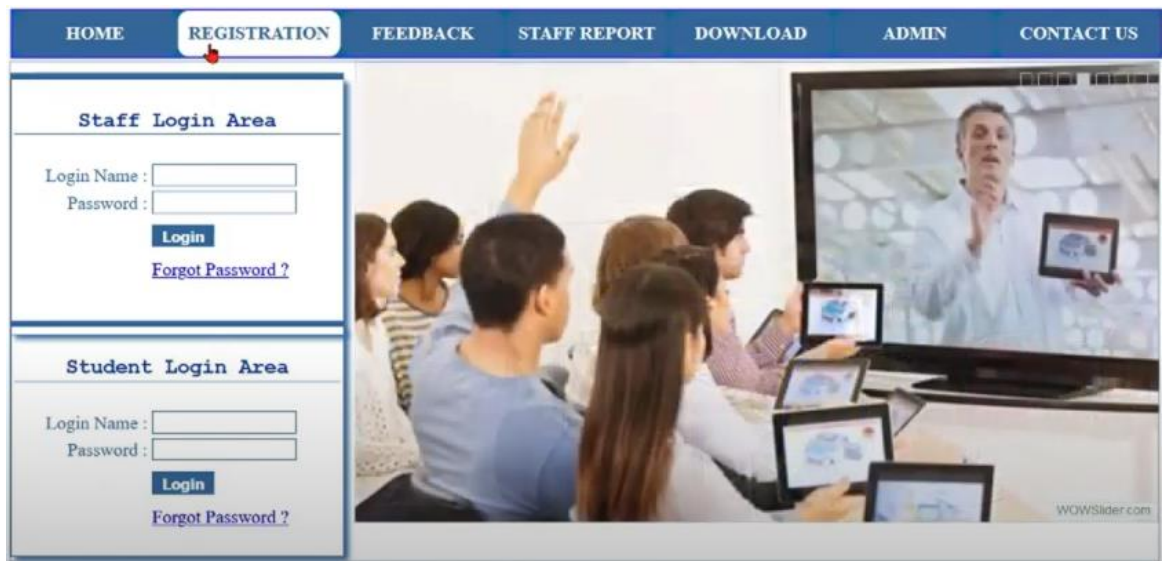 HOME REGISTRATION FEEDBACK STAFF REPORT DOWNLOAD ADMIN CONTACT US
Staff Login Area
Login Name :
Password :
Login
Forgot Password ?
Student Login Area
Login Name :
Password :
Login
Forgot Password ?
WOWSlider.com